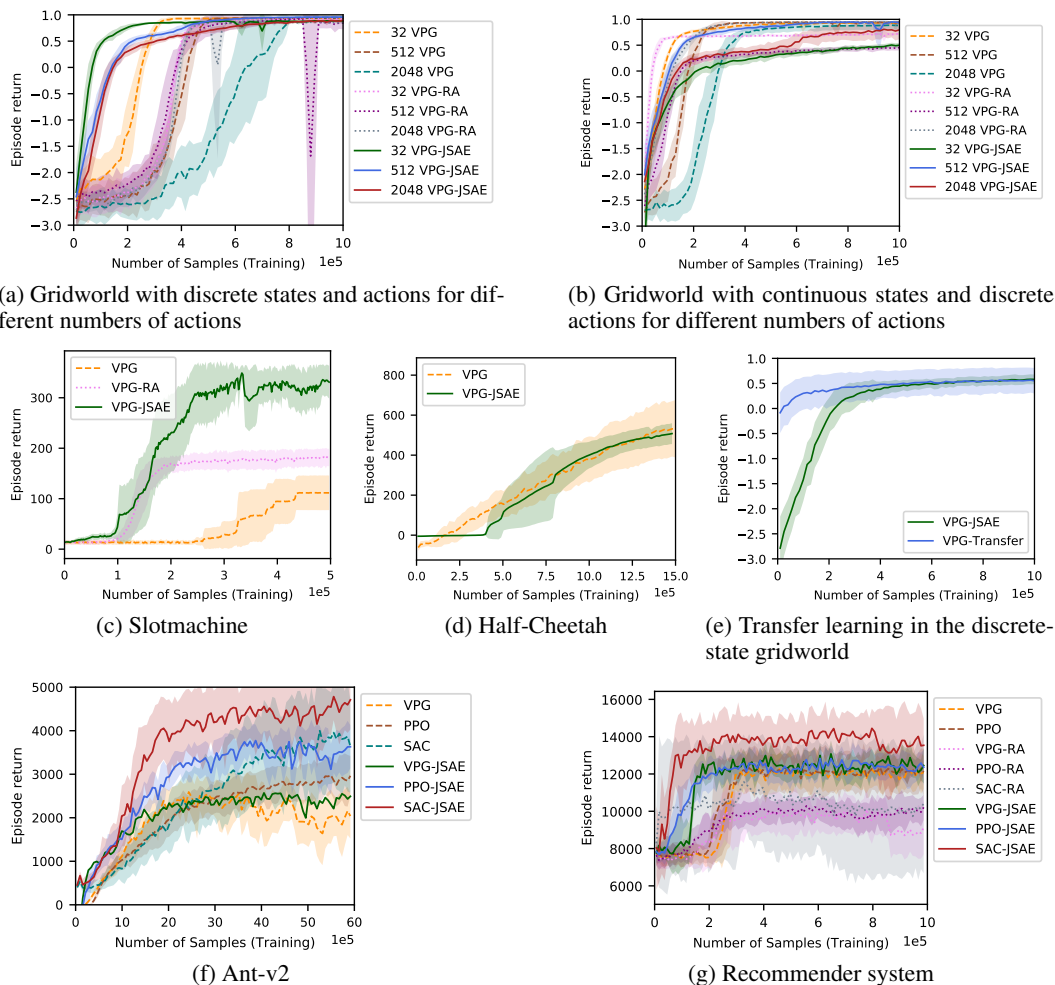 1.0
0.5
0.0
−0.5
−1.0
−1.5
−2.0
−2.5
−3.0
Episode return
0 2 4 6 8 10
1e5
Number of Samples (Training)
32 VPG
512 VPG
2048 VPG
32 VPG-RA
512 VPG-RA
2048 VPG-RA
32 VPG-JSAE
512 VPG-JSAE
2048 VPG-JSAE
(a) Gridworld with discrete states and actions for dif-
ferent numbers of actions
1.0
0.5
0.0
−0.5
−1.0
−1.5
−2.0
−2.5
−3.0
Episode return
0 2 4 6 8 10
1e5
Number of Samples (Training)
32 VPG
512 VPG
2048 VPG
32 VPG-RA
512 VPG-RA
2048 VPG-RA
32 VPG-JSAE
512 VPG-JSAE
2048 VPG-JSAE
(b) Gridworld with continuous states and discrete
actions for different numbers of actions
VPG
VPG-RA
VPG-JSAE
300
200
100
0
Episode return
0 1 2 3 4 5
Number of Samples (Training) 1e5
(c) Slotmachine
VPG
VPG-JSAE
800
600
400
200
0
Episode return
0.0 2.5 5.0 7.5 10.0 12.5 15.0
Number of Samples (Training) 1e5
(d) Half-Cheetah
1.0
0.5
0.0
−0.5
−1.0
−1.5
−2.0
−2.5
−3.0
Episode return
VPG-JSAE
VPG-Transfer
0 2 4 6 8 10
Number of Samples (Training) 1e5
(e) Transfer learning in the discrete-
state gridworld
5000
4000
3000
2000
1000
0
Episode return
0 10 20 30 40 50 60
Number of Samples (Training) 1e5
VPG
PPO
SAC
VPG-JSAE
PPO-JSAE
SAC-JSAE
(f) Ant-v2
16000
14000
12000
10000
8000
6000
Episode return
0 2 4 6 8 10
Number of Samples (Training) 1e5
VPG
PPO
VPG-RA
PPO-RA
SAC-RA
VPG-JSAE
PPO-JSAE
SAC-JSAE
(g) Recommender system